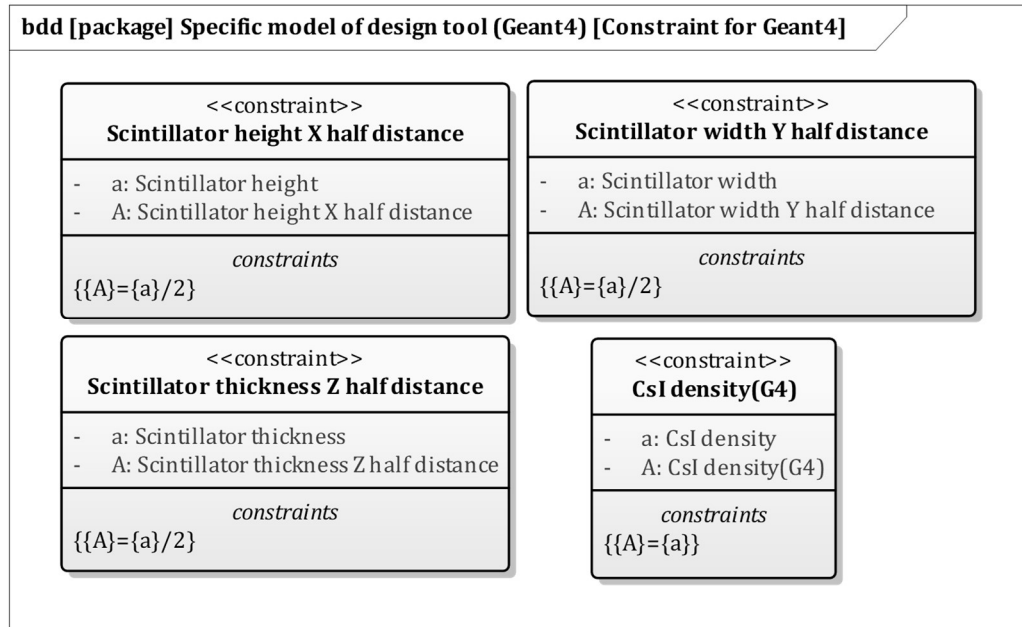 bdd [package] Specific model of design tool (Geant4) [Constraint for Geant4]
<<constraint>>
Scintillator height X half distance
- a: Scintillator height
- A: Scintillator height X half distance
constraints
{{A}={a}/2}
<<constraint>>
Scintillator width Y half distance
- a: Scintillator width
- A: Scintillator width Y half distance
constraints
{{A}={a}/2}
<<constraint>>
Scintillator thickness Z half distance
- a: Scintillator thickness
- A: Scintillator thickness Z half distance
constraints
{{A}={a}/2}
<<constraint>>
CsI density(G4)
- a: CsI density
- A: CsI density(G4)
constraints
{{A}={a}}